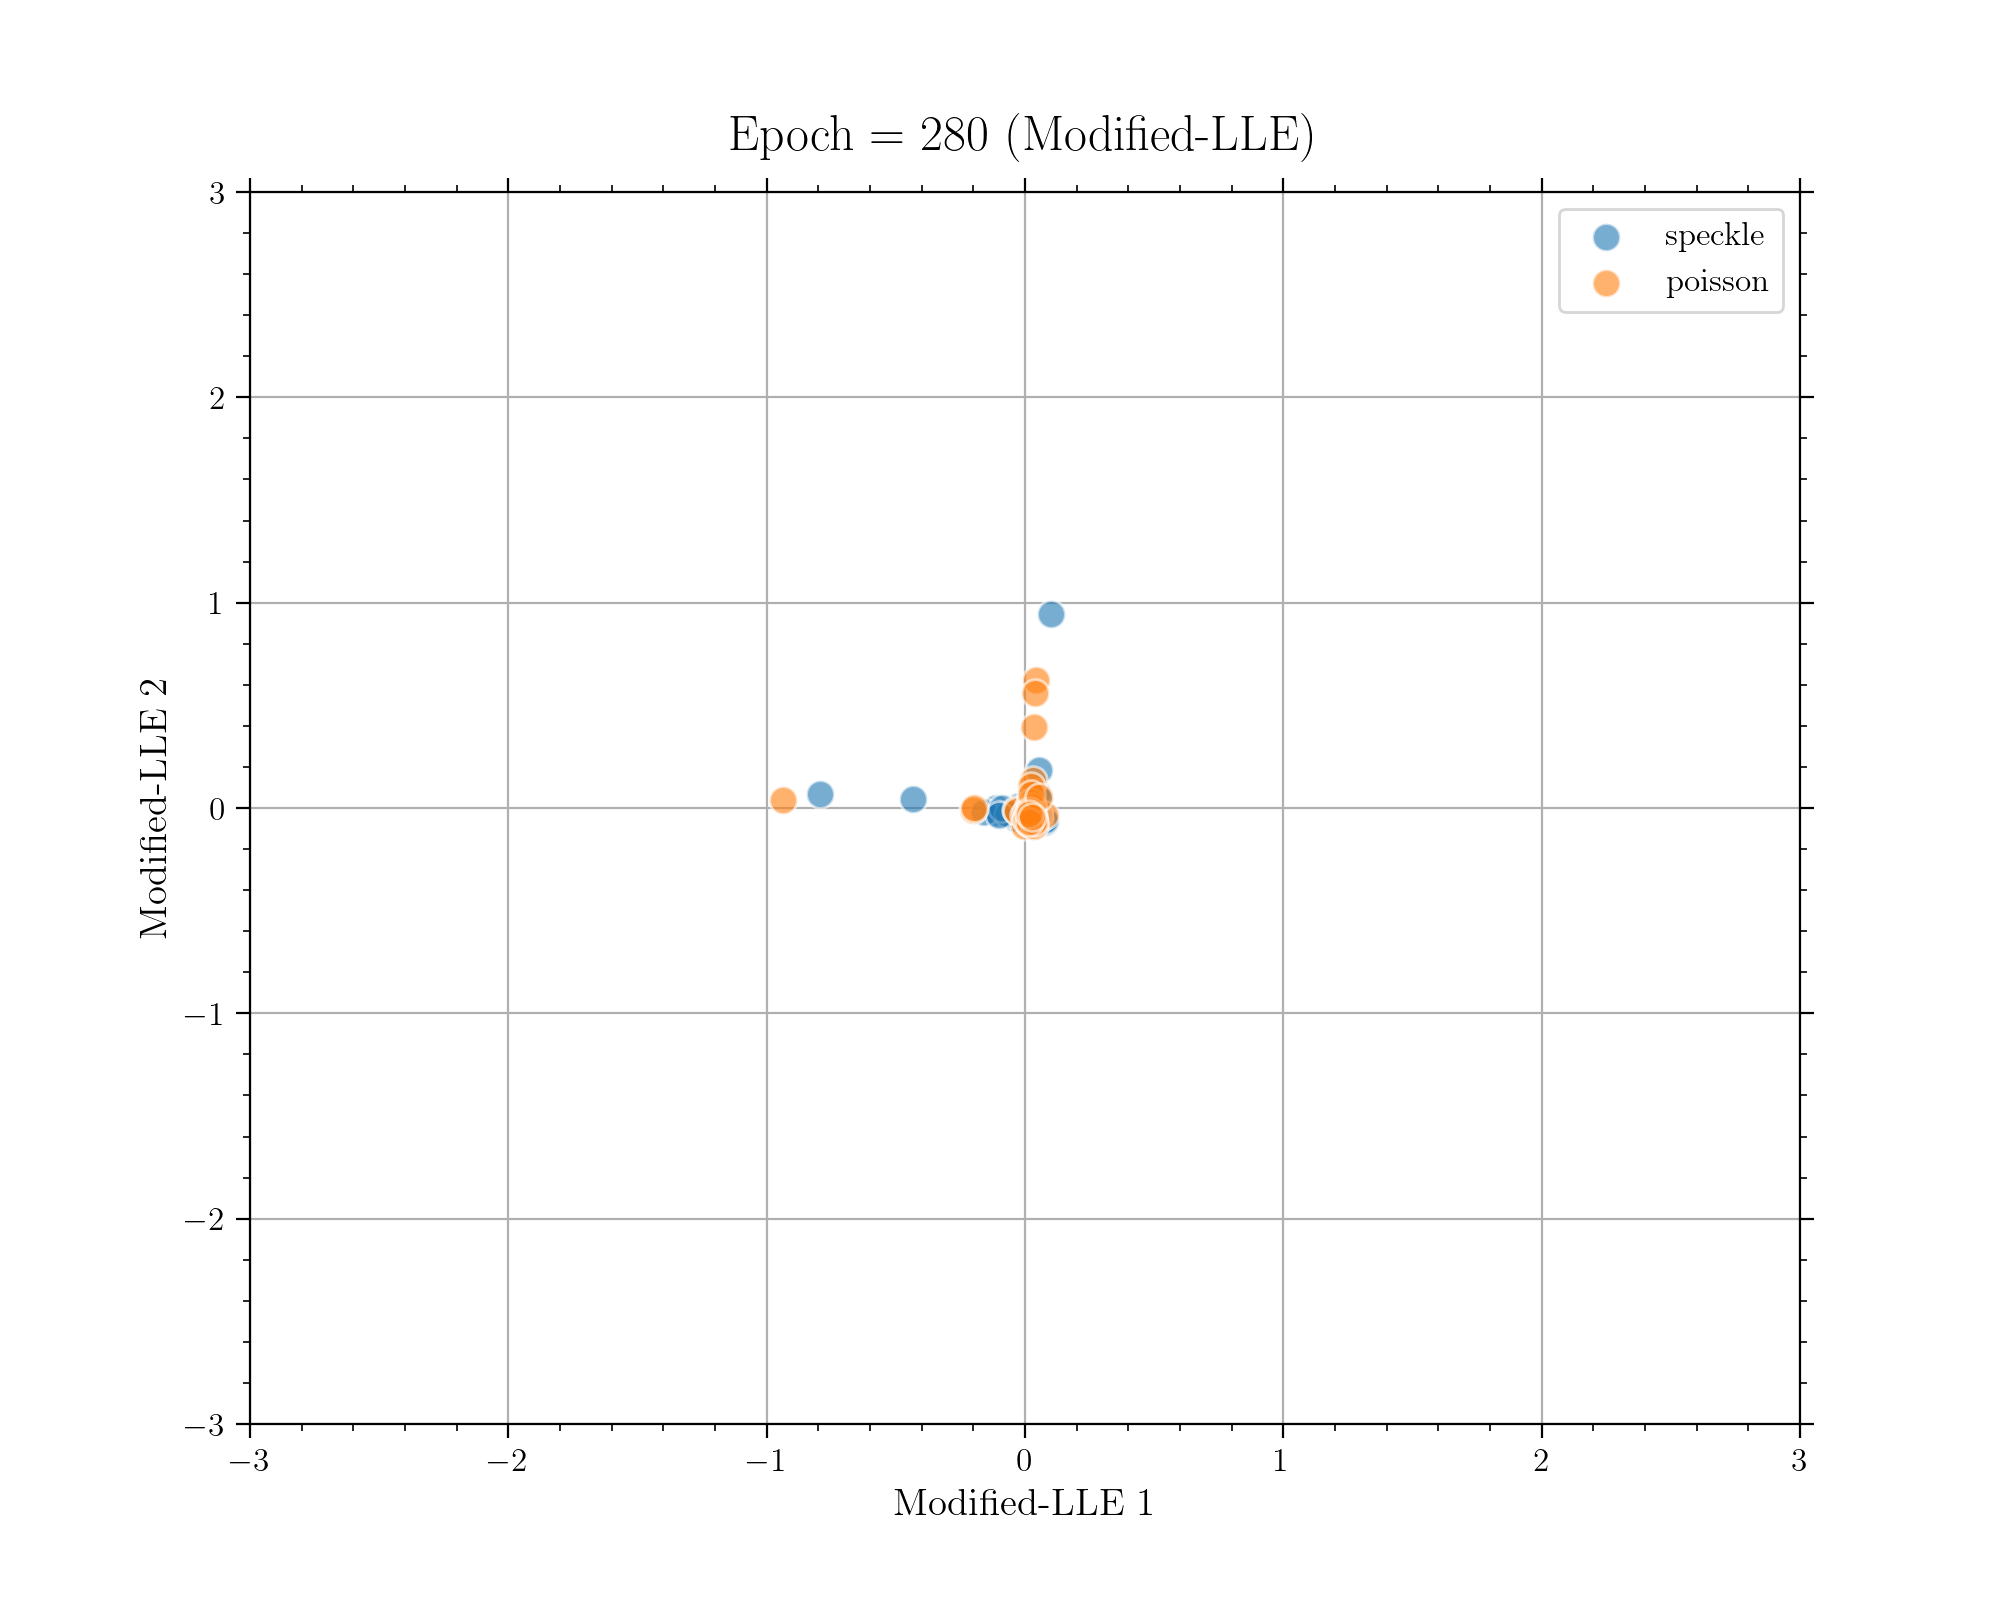 Epoch = 280 (Modified-LLE)
speckle
poisson
3
2
1
0
−1
−2
−3
Modified-LLE 2
−3
−2
−1
0
1
2
3
Modified-LLE 1